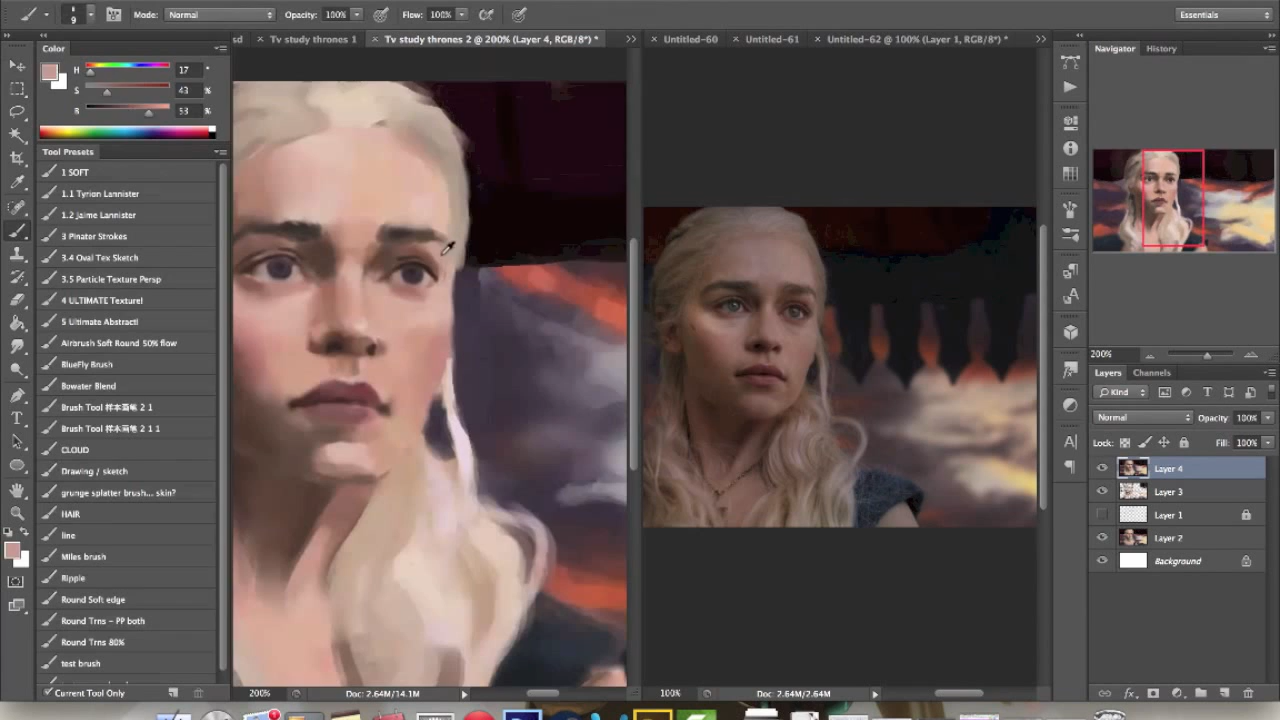 9 Mode: Normal Opacity: 100% Flow: 100% Essentials
sd × Tv study thrones 1 × Tv study thrones 2 @ 200% (Layer 4, RGB/8*) * × Untitled-60 × Untitled-61 × Untitled-62 @ 100% (Layer 1, RGB/8*) *
Color
H 17 °
S 43 %
B 53 %
Tool Presets
1 SOFT
1.1 Tyrion Lannister
1.2 Jaime Lannister
3 Pinator Strokes
3.4 Oval Tex Sketch
3.5 Particle Texture Persp
4 ULTIMATE Texture!
5 Ultimate Abstract!
Airbrush Soft Round 50% flow
BlueFly Brush
Bowater Blend
Brush Tool 样本画笔 2 1
Brush Tool 样本画笔 2 1 1
CLOUD
Drawing / sketch
grunge splatter brush... six?
HAIR
line
Miles brush
Ripple
Round Soft edge
Round Trns - PP both
Round Trns 80%
test brush
Current Tool Only
200% Doc: 2.64M/14.1M
100% Doc: 2.64M/2.64M
Navigator History
200%
Layers Channels
Kind
Normal Opacity: 100%
Lock: Fill: 100%
Layer 4
Layer 3
Layer 1
Layer 2
Background